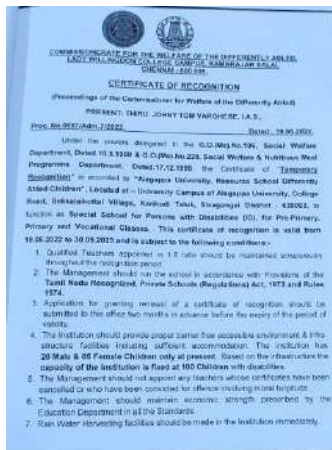 COMMISSIONERATE FOR THE WELFARE OF THE DIFFERENTLY ABLED,
LADY WILLINGDON COLLEGE CAMPUS, KAMARAJAR SALAI,
CHENNAI - 600 005.
CERTIFICATE OF RECOGNITION
(Proceedings of the Commissioner for Welfare of the Differently Abled)
PRESENT: THIRU. JOHNY TOM VARGHESE, I.A.S.,
Proc. No.0697/Adm.7/2022 Dated: 19.06.2022.
Under the powers delegated in the G.O.(Ms).No.196, Social Welfare
Department, Dated.10.3.1998 & G.O.(Ms).No.220, Social Welfare & Nutritious Meal
Programme Department, Dated.17.12.1999 the Certificate of "Temporary
Recognition" is accorded to "Alagappa University, Resource School Differently
Abled Children", Located at :- University Campus at Alagappa University, College
Road, Sekkalaikottai Village, Karikudi Taluk, Sivagangai District - 630003, to
function as Special School for Persons with Disabilities (ID), for Pre-Primary,
Primary and Vocational Classes. This certificate of recognition is valid from
19.06.2022 to 30.09.2025 and is subject to the following conditions:-
1. Qualified Teachers appointed in 1:8 ratio should be maintained scrupulously
throughout the recognition period.
2. The Management should run the school in accordance with Provisions of the
Tamil Nadu Recognized, Private Schools (Regulations) Act, 1973 and Rules
1974.
3. Application for granting renewal of a certificate of recognition should be
submitted to this office two months in advance before the expiry of the period of
validity.
4. The Institution should provide proper barrier free accessible environment & infra-
structure facilities including sufficient accommodation. The institution has
20 Male & 05 Female Children only at present. Based on the infrastructure the
capacity of the Institution is fixed at 100 Children with disabilities.
5. The Management should not appoint any teachers whose certificates have been
cancelled or who have been convicted for offence involving moral turpitude.
6. The Management should maintain economic strength prescribed by the
Education Department in all the Standards.
7. Rain Water Harvesting facilities should be made in the Institution immediately.